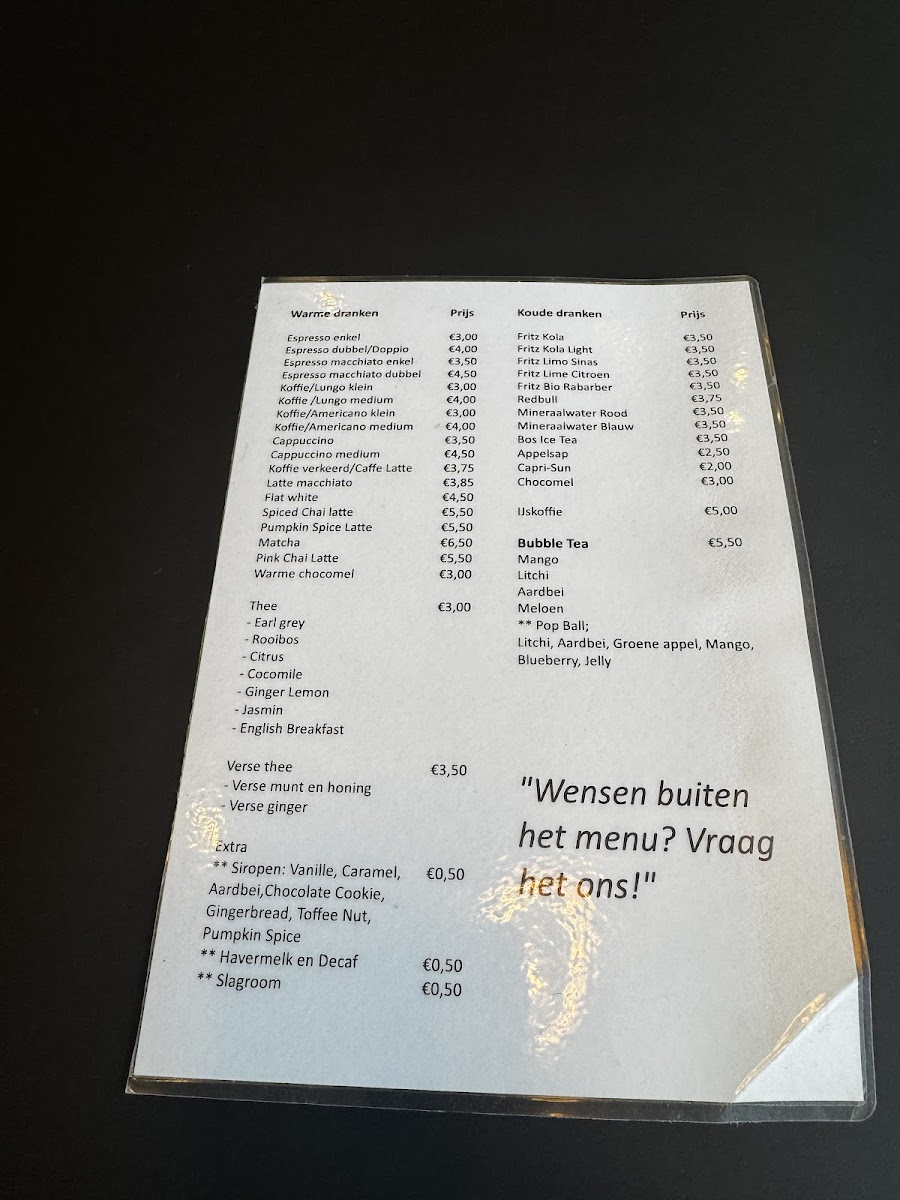 Warme dranken Prijs
Espresso enkel €3,00
Espresso dubbel/Doppio €4,00
Espresso macchiato enkel €3,50
Espresso macchiato dubbel €4,50
Koffie/Lungo klein €3,00
Koffie /Lungo medium €4,00
Koffie/Americano klein €3,00
Koffie/Americano medium €4,00
Cappuccino €3,50
Cappuccino medium €4,50
Koffie verkeerd/Caffe Latte €3,75
Latte macchiato €3,85
Flat white €4,50
Spiced Chai latte €5,50
Pumpkin Spice Latte €5,50
Matcha €6,50
Pink Chai Latte €5,50
Warme chocomel €3,00
Thee €3,00
- Earl grey
- Rooibos
- Citrus
- Cocomile
- Ginger Lemon
- Jasmin
- English Breakfast
Verse thee €3,50
- Verse munt en honing
- Verse ginger
Extra
** Siropen: Vanille, Caramel, €0,50
Aardbei,Chocolate Cookie,
Gingerbread, Toffee Nut,
Pumpkin Spice
** Havermelk en Decaf €0,50
** Slagroom €0,50
Koude dranken Prijs
Fritz Kola €3,50
Fritz Kola Light €3,50
Fritz Limo Sinas €3,50
Fritz Lime Citroen €3,50
Fritz Bio Rabarber €3,50
Redbull €3,75
Mineraalwater Rood €3,50
Mineraalwater Blauw €3,50
Bos Ice Tea €3,50
Appelsap €2,50
Capri-Sun €2,00
Chocomel €3,00
IJskoffie €5,00
Bubble Tea €5,50
Mango
Litchi
Aardbei
Meloen
** Pop Ball;
Litchi, Aardbei, Groene appel, Mango,
Blueberry, Jelly
"Wensen buiten
het menu? Vraag
het ons!"